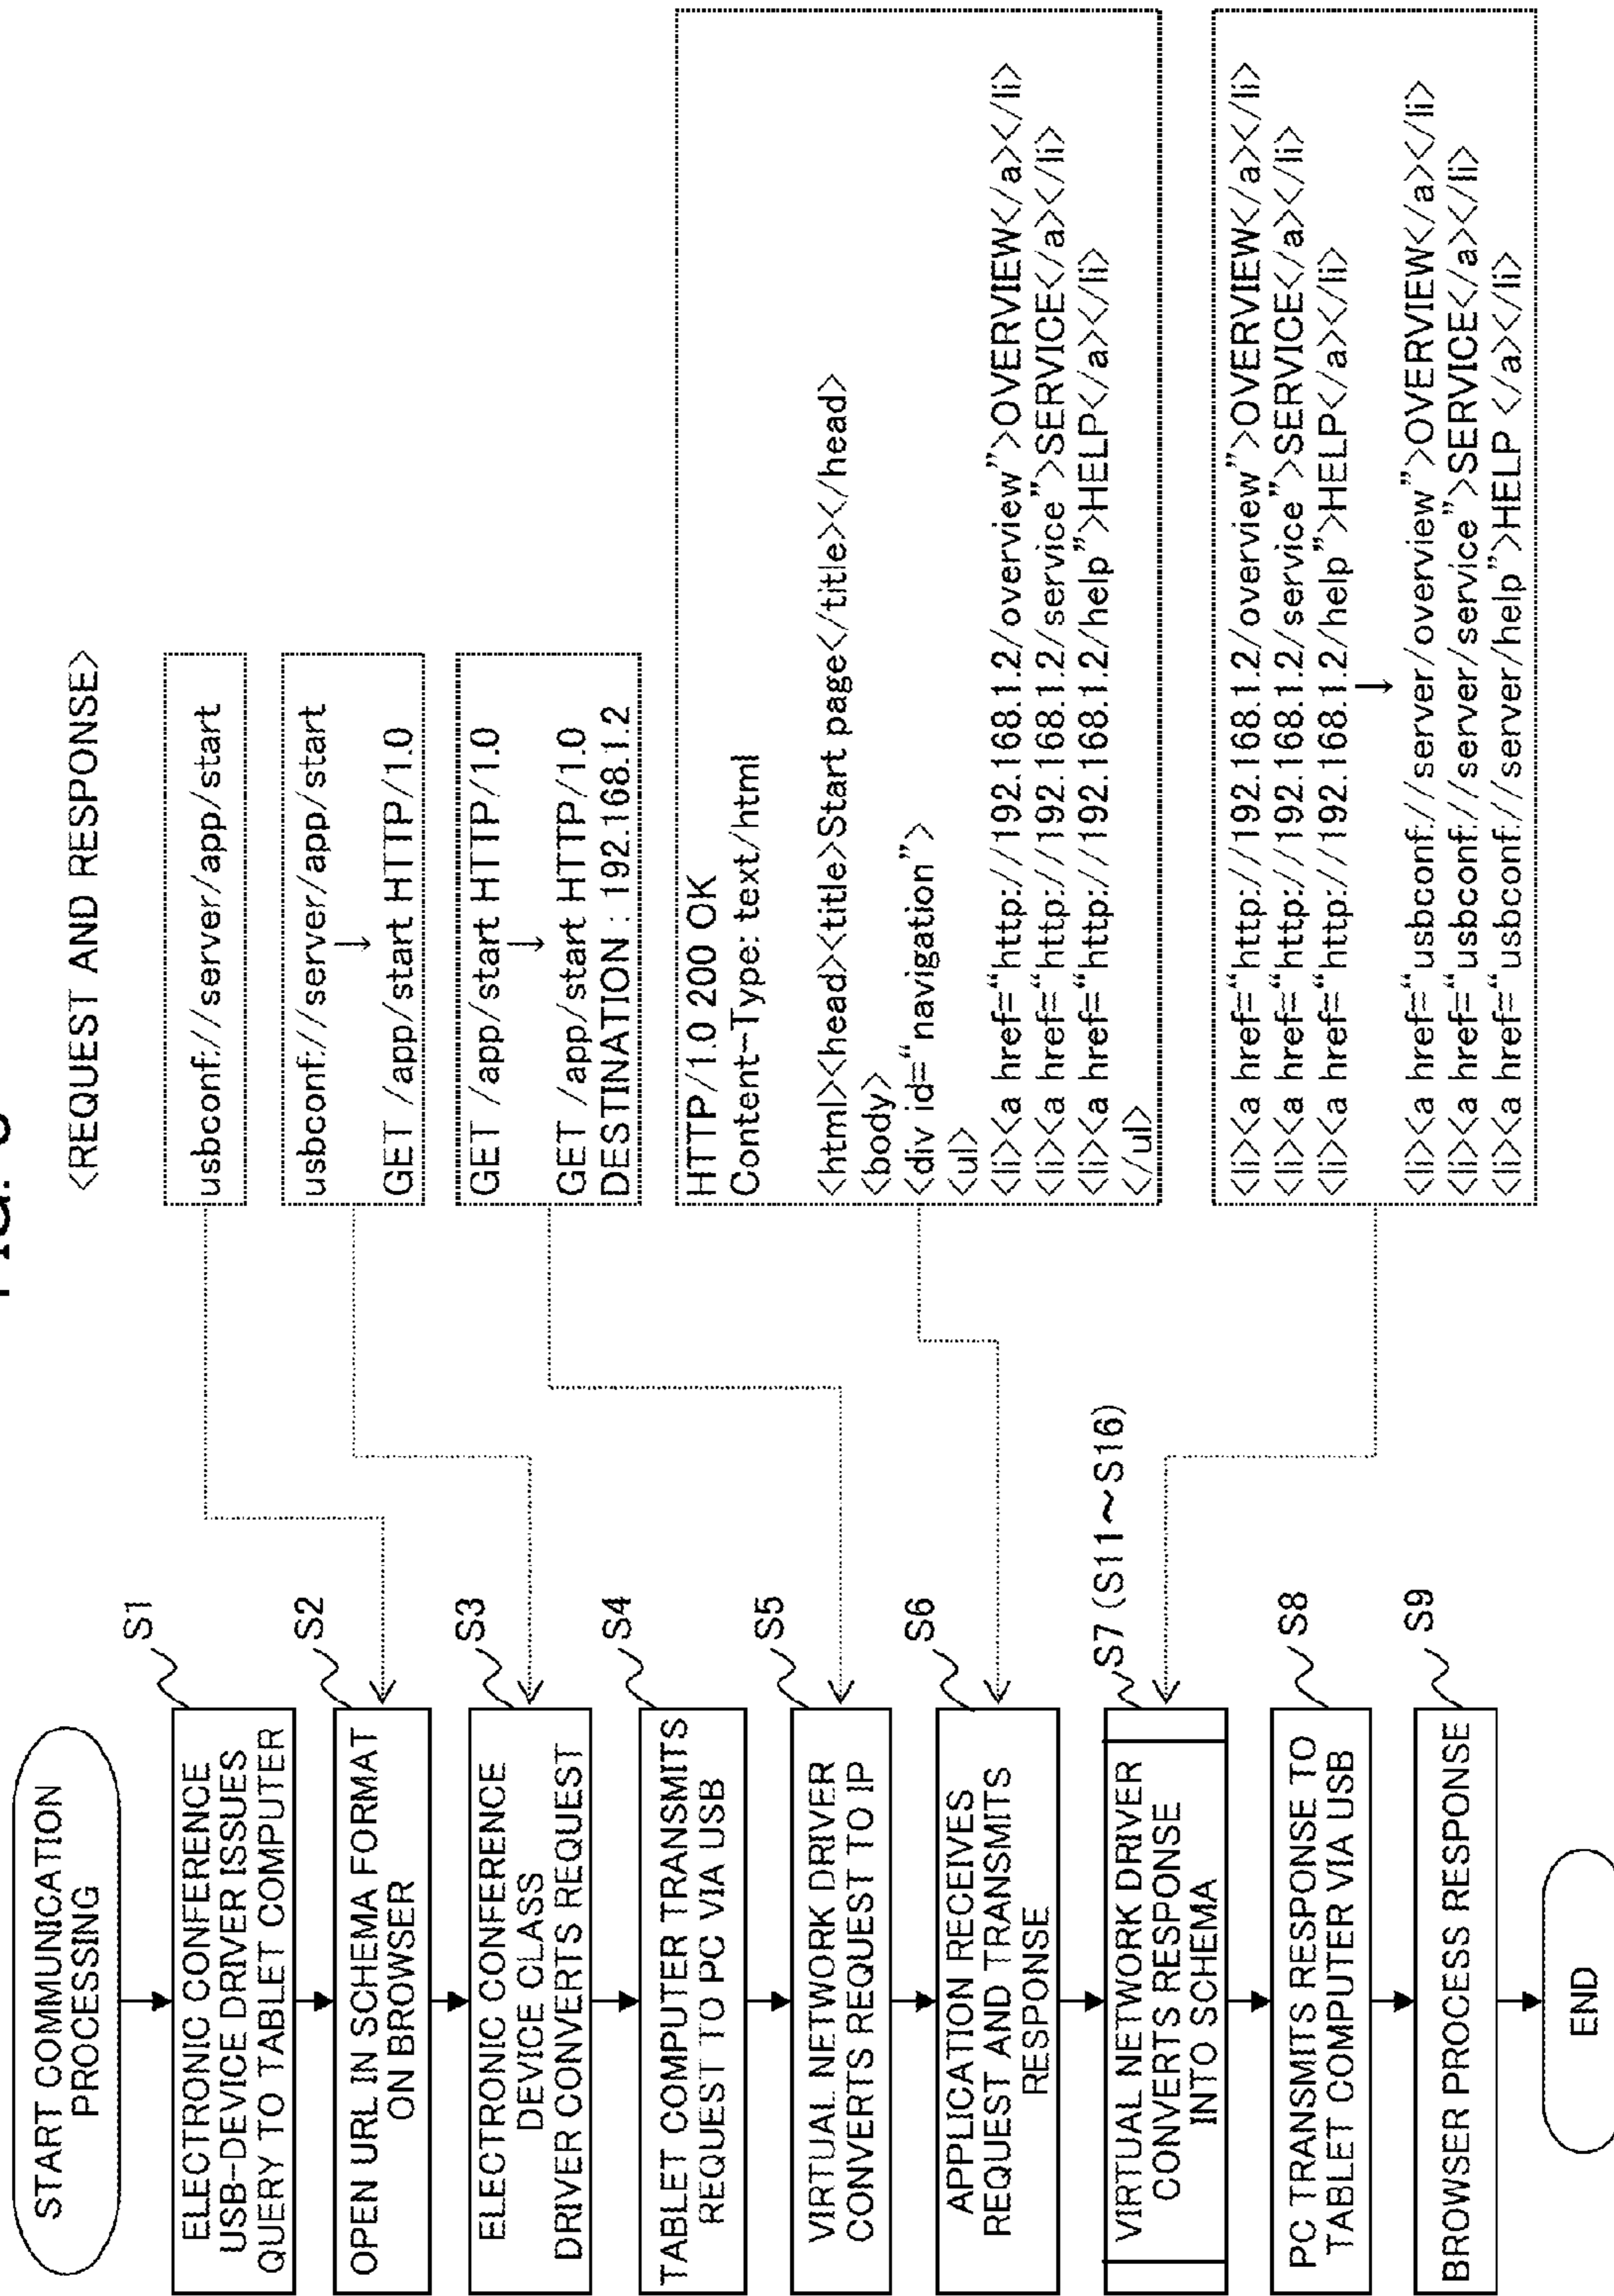 <REQUEST AND RESPONSE>
START COMMUNICATION
PROCESSING
S1
ELECTRONIC CONFERENCE
USB-DEVICE DRIVER ISSUES
QUERY TO TABLET COMPUTER
S2
OPEN URL IN SCHEMA FORMAT
ON BROWSER
usbconf://server/app/start
S3
ELECTRONIC CONFERENCE
DEVICE CLASS
DRIVER CONVERTS REQUEST
usbconf://server/app/start
↓
GET /app/start HTTP/1.0
S4
TABLET COMPUTER TRANSMITS
REQUEST TO PC VIA USB
S5
VIRTUAL NETWORK DRIVER
CONVERTS REQUEST TO IP
GET /app/start HTTP/1.0
↓
GET /app/start HTTP/1.0
DESTINATION : 192.168.1.2
S6
APPLICATION RECEIVES
REQUEST AND TRANSMITS
RESPONSE
HTTP/1.0 200 OK
Content-Type: text/html
<html><head><title>Start page</title></head>
<body>
<div id="navigation">
<ul>
<li><a href="http://192.168.1.2/overview">OVERVIEW</a></li>
<li><a href="http://192.168.1.2/service">SERVICE</a></li>
<li><a href="http://192.168.1.2/help">HELP</a></li>
</ul>
S7 (S11~S16)
VIRTUAL NETWORK DRIVER
CONVERTS RESPONSE
INTO SCHEMA
<li><a href="http://192.168.1.2/overview">OVERVIEW</a></li>
<li><a href="http://192.168.1.2/service">SERVICE</a></li>
<li><a href="http://192.168.1.2/help">HELP</a></li>
↓
<li><a href="usbconf://server/overview">OVERVIEW</a></li>
<li><a href="usbconf://server/service">SERVICE</a></li>
<li><a href="usbconf://server/help">HELP </a></li>
S8
PC TRANSMITS RESPONSE TO
TABLET COMPUTER VIA USB
S9
BROWSER PROCESS RESPONSE
END